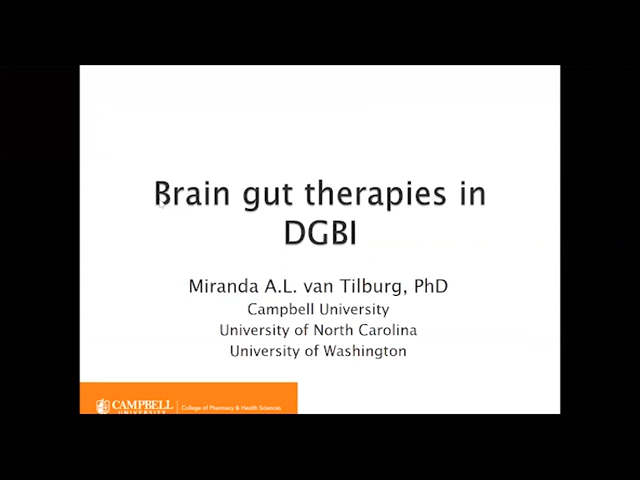 Brain gut therapies in
DGBI
Miranda A.L. van Tilburg, PhD
Campbell University
University of North Carolina
University of Washington
CAMPBELL
UNIVERSITY
College of Pharmacy & Health Sciences